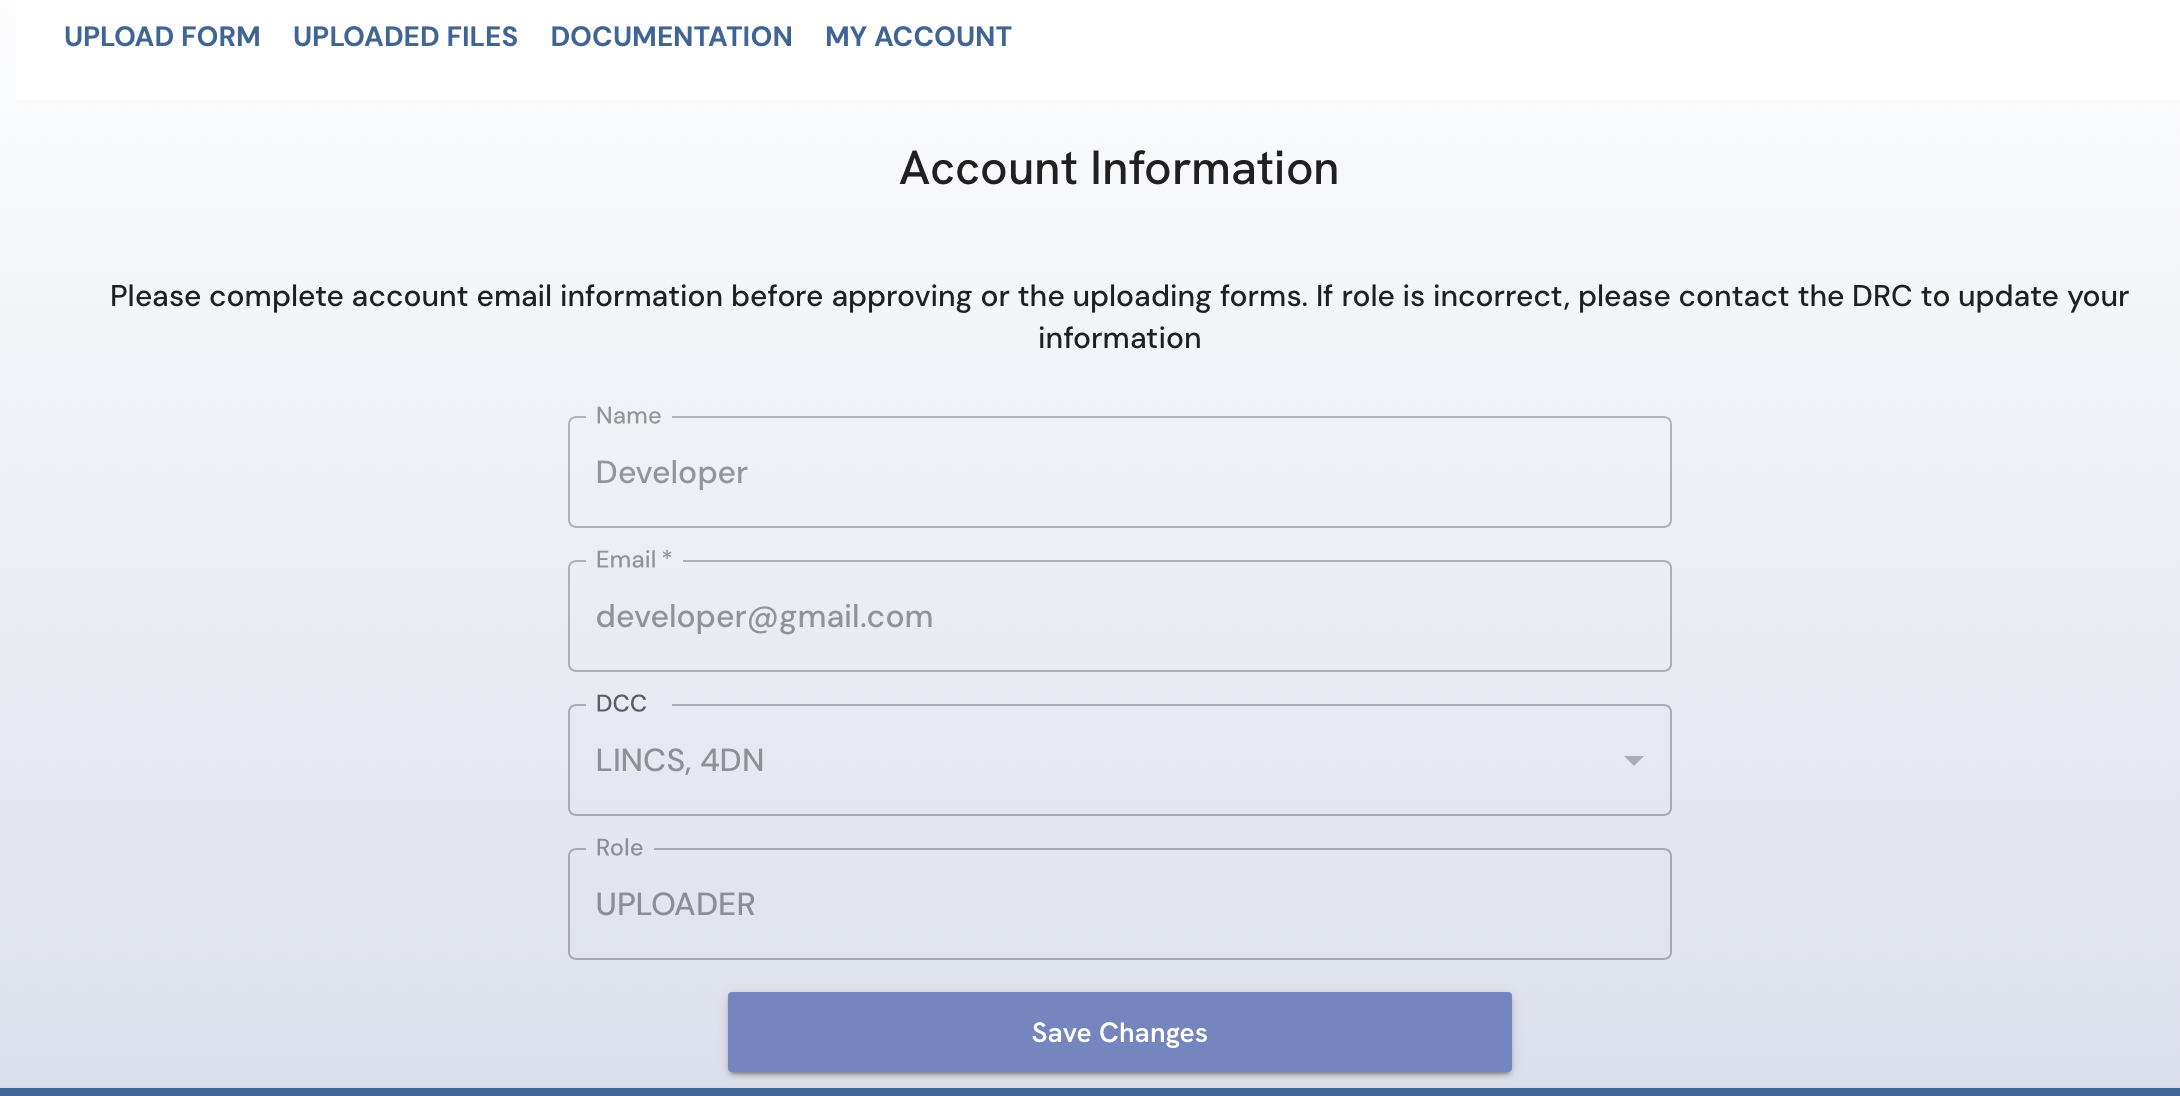 UPLOAD FORM UPLOADED FILES DOCUMENTATION MY ACCOUNT
Account Information
Please complete account email information before approving or the uploading forms. If role is incorrect, please contact the DRC to update your
information
Name
Developer
Email *
developer@gmail.com
DCC
LINCS, 4DN
Role
UPLOADER
Save Changes